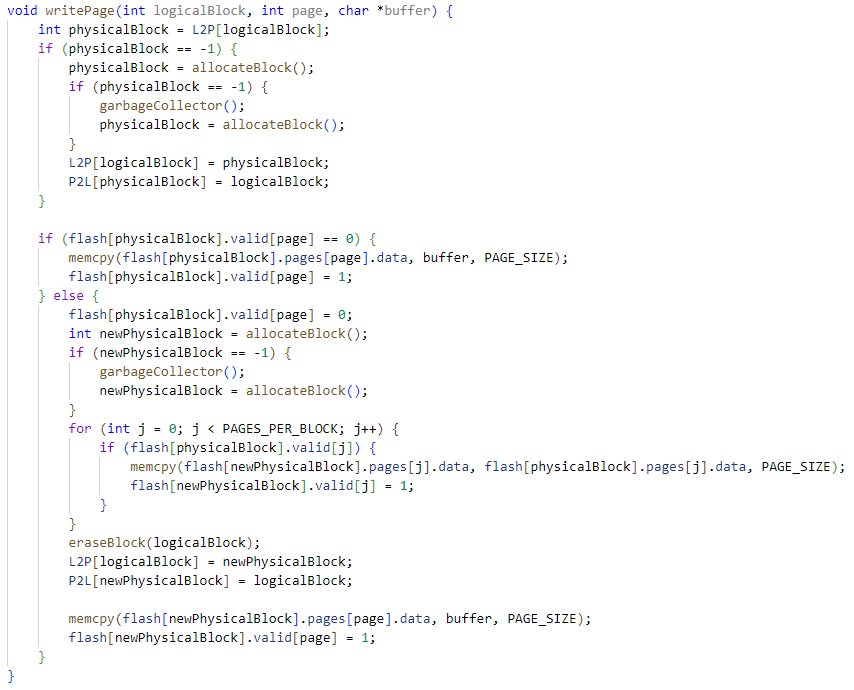 void writePage(int logicalBlock, int page, char *buffer) {
    int physicalBlock = L2P[logicalBlock];
    if (physicalBlock == -1) {
        physicalBlock = allocateBlock();
        if (physicalBlock == -1) {
            garbageCollector();
            physicalBlock = allocateBlock();
        }
        L2P[logicalBlock] = physicalBlock;
        P2L[physicalBlock] = logicalBlock;
    }

    if (flash[physicalBlock].valid[page] == 0) {
        memcpy(flash[physicalBlock].pages[page].data, buffer, PAGE_SIZE);
        flash[physicalBlock].valid[page] = 1;
    } else {
        flash[physicalBlock].valid[page] = 0;
        int newPhysicalBlock = allocateBlock();
        if (newPhysicalBlock == -1) {
            garbageCollector();
            newPhysicalBlock = allocateBlock();
        }
        for (int j = 0; j < PAGES_PER_BLOCK; j++) {
            if (flash[physicalBlock].valid[j]) {
                memcpy(flash[newPhysicalBlock].pages[j].data, flash[physicalBlock].pages[j].data, PAGE_SIZE);
                flash[newPhysicalBlock].valid[j] = 1;
            }
        }
        eraseBlock(logicalBlock);
        L2P[logicalBlock] = newPhysicalBlock;
        P2L[newPhysicalBlock] = logicalBlock;

        memcpy(flash[newPhysicalBlock].pages[page].data, buffer, PAGE_SIZE);
        flash[newPhysicalBlock].valid[page] = 1;
    }
}